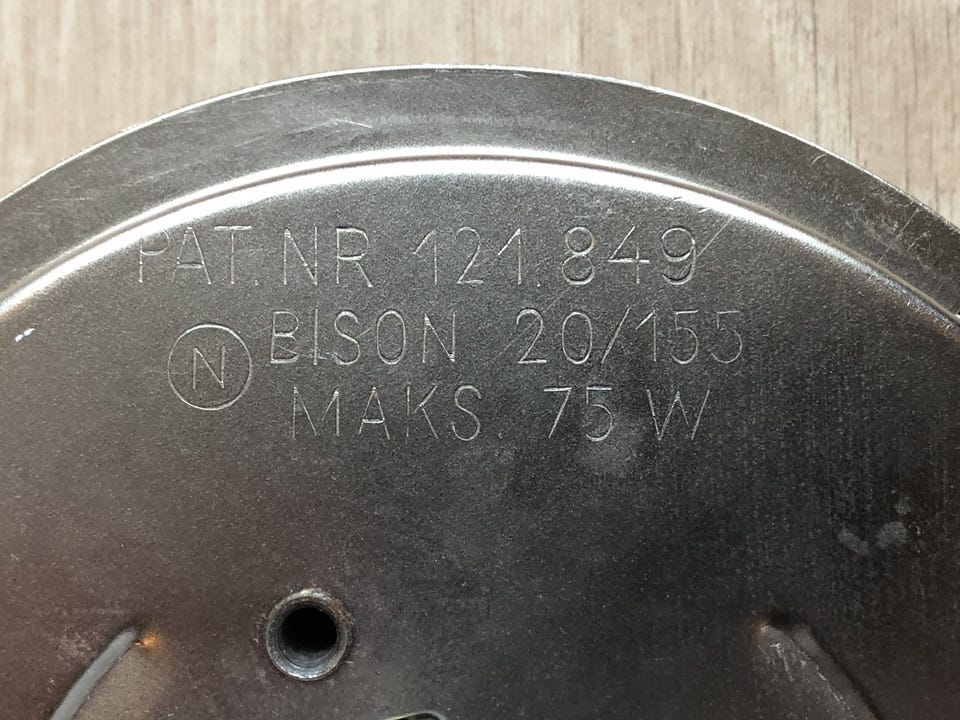 PAT. NR 121.849
N BISON 20/155
MAKS. 75 W